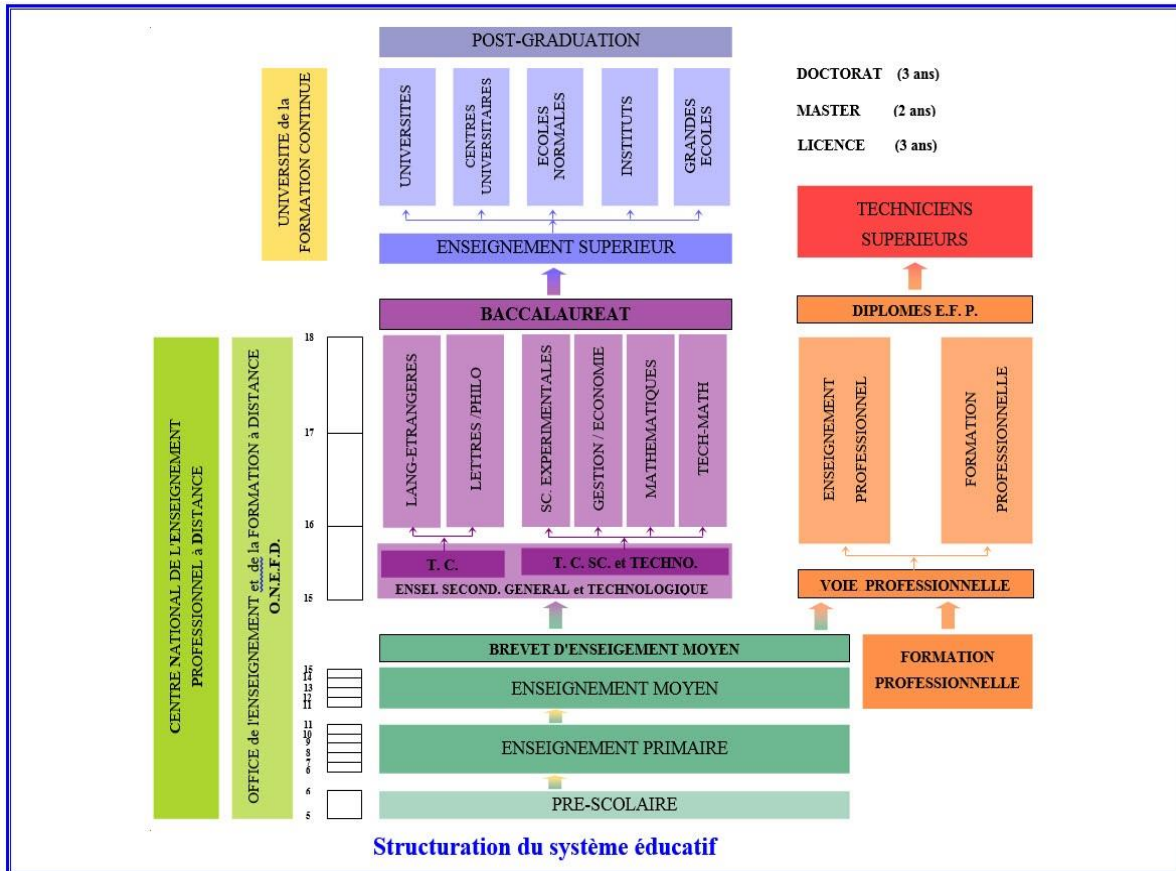 POST-GRADUATION
UNIVERSITE de la
FORMATION CONTINUE
UNIVERSITES
CENTRES
UNIVERSITAIRES
ECOLES
NORMALES
INSTITUTS
GRANDES
ECOLES
DOCTORAT (3 ans)
MASTER (2 ans)
LICENCE (3 ans)
ENSEIGNEMENT SUPERIEUR
TECHNICIENS
SUPERIEURS
BACCALAUREAT
DIPLOMES E.F. P.
CENTRE NATIONAL DE L'ENSEIGNEMENT
PROFESSIONNEL à DISTANCE
OFFICE de l'ENSEIGNEMENT et de la FORMATION à DISTANCE
O.N.E.F.D.
18
17
16
15
LANG-ETRANGERES
LETTRES /PHILO
SC. EXPERIMENTALES
GESTION / ECONOMIE
MATHEMATIQUES
TECH-MATH
ENSEIGNEMENT
PROFESSIONNEL
FORMATION
PROFESSIONNELLE
T. C.
T. C. SC. et TECHNO.
ENSEI. SECOND. GENERAL et TECHNOLOGIQUE
VOIE PROFESSIONNELLE
BREVET D'ENSEIGEMENT MOYEN
FORMATION
PROFESSIONNELLE
15
14
13
12
11
ENSEIGNEMENT MOYEN
11
10
9
8
7
6
ENSEIGNEMENT PRIMAIRE
6
5
PRE-SCOLAIRE
Structuration du système éducatif